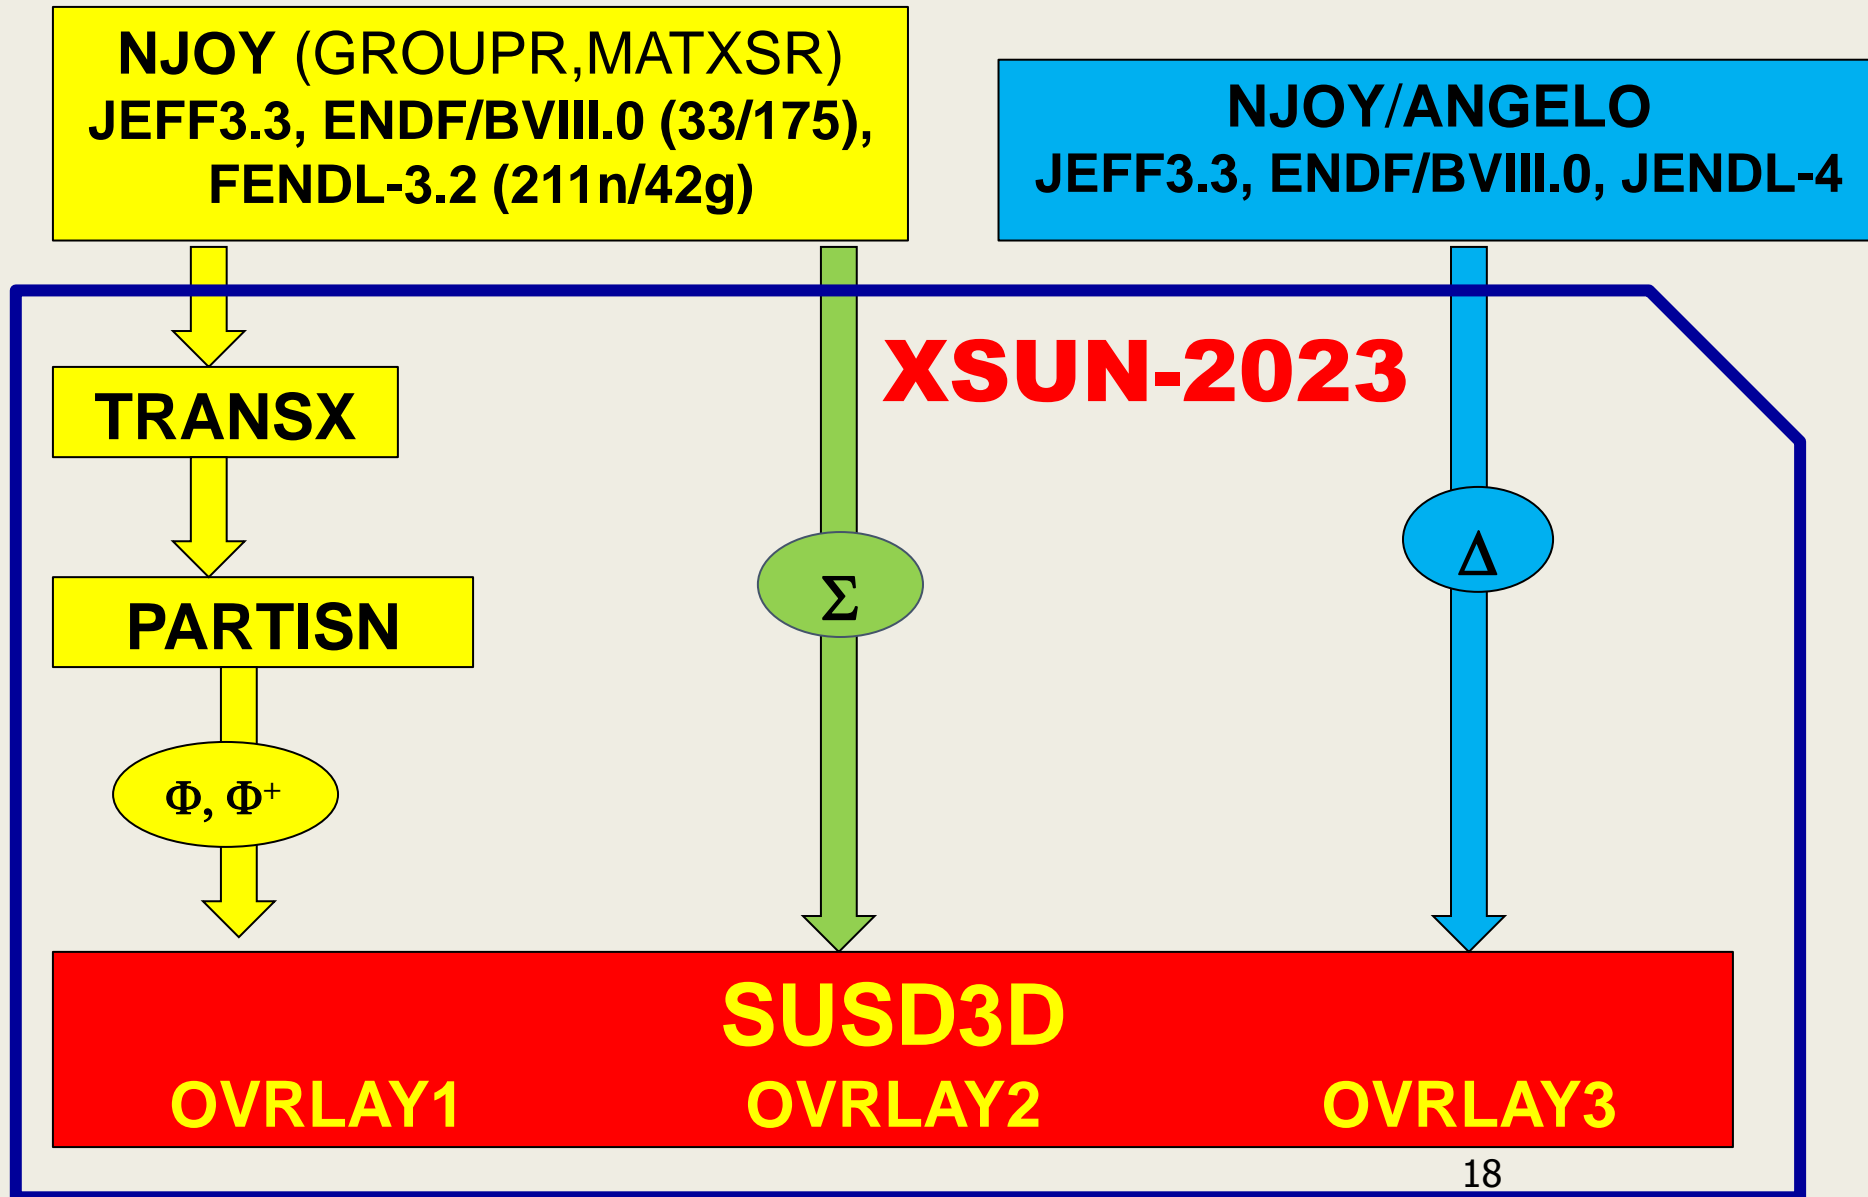 NJOY (GROUPR,MATXSR)
JEFF3.3, ENDF/BVIII.0 (33/175),
FENDL-3.2 (211n/42g)
NJOY/ANGELO
JEFF3.3, ENDF/BVIII.0, JENDL-4
XSUN-2023
TRANSX
PARTISN
Σ
Δ
Φ, Φ⁺
SUSD3D
OVRLAY1 OVRLAY2 OVRLAY3
18